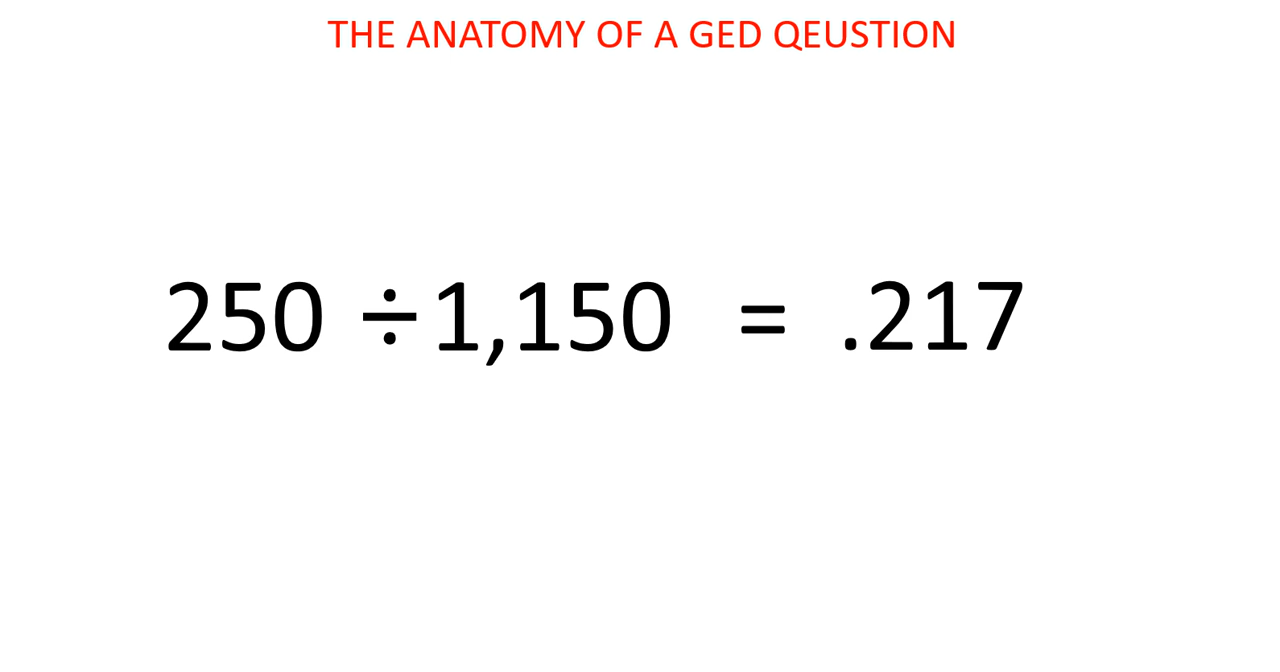 THE ANATOMY OF A GED QEUSTION
250 ÷ 1,150 = .217